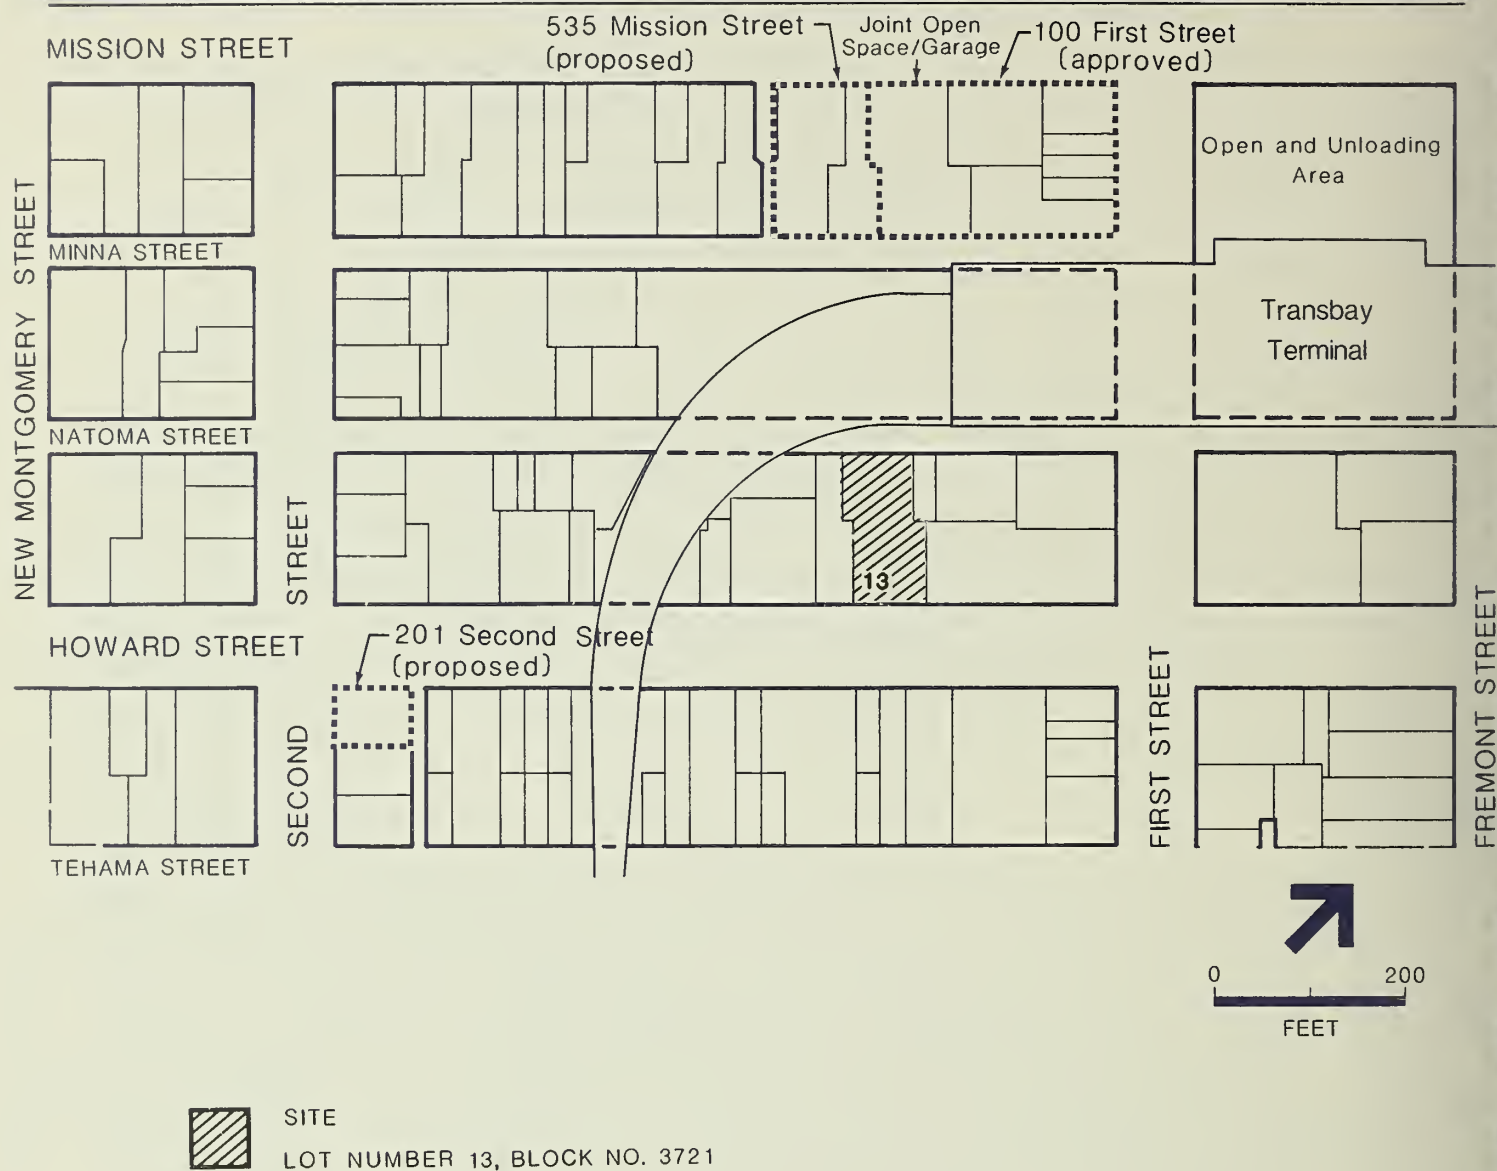 MISSION STREET
535 Mission Street
(proposed)
Joint Open
Space/Garage
100 First Street
(approved)
Open and Unloading
Area
MINNA STREET
NEW MONTGOMERY STREET
Transbay
Terminal
NATOMA STREET
STREET
13
HOWARD STREET
201 Second Street
(proposed)
SECOND
FIRST STREET
FREMONT STREET
TEHAMA STREET
0 200
FEET
SITE
LOT NUMBER 13, BLOCK NO. 3721